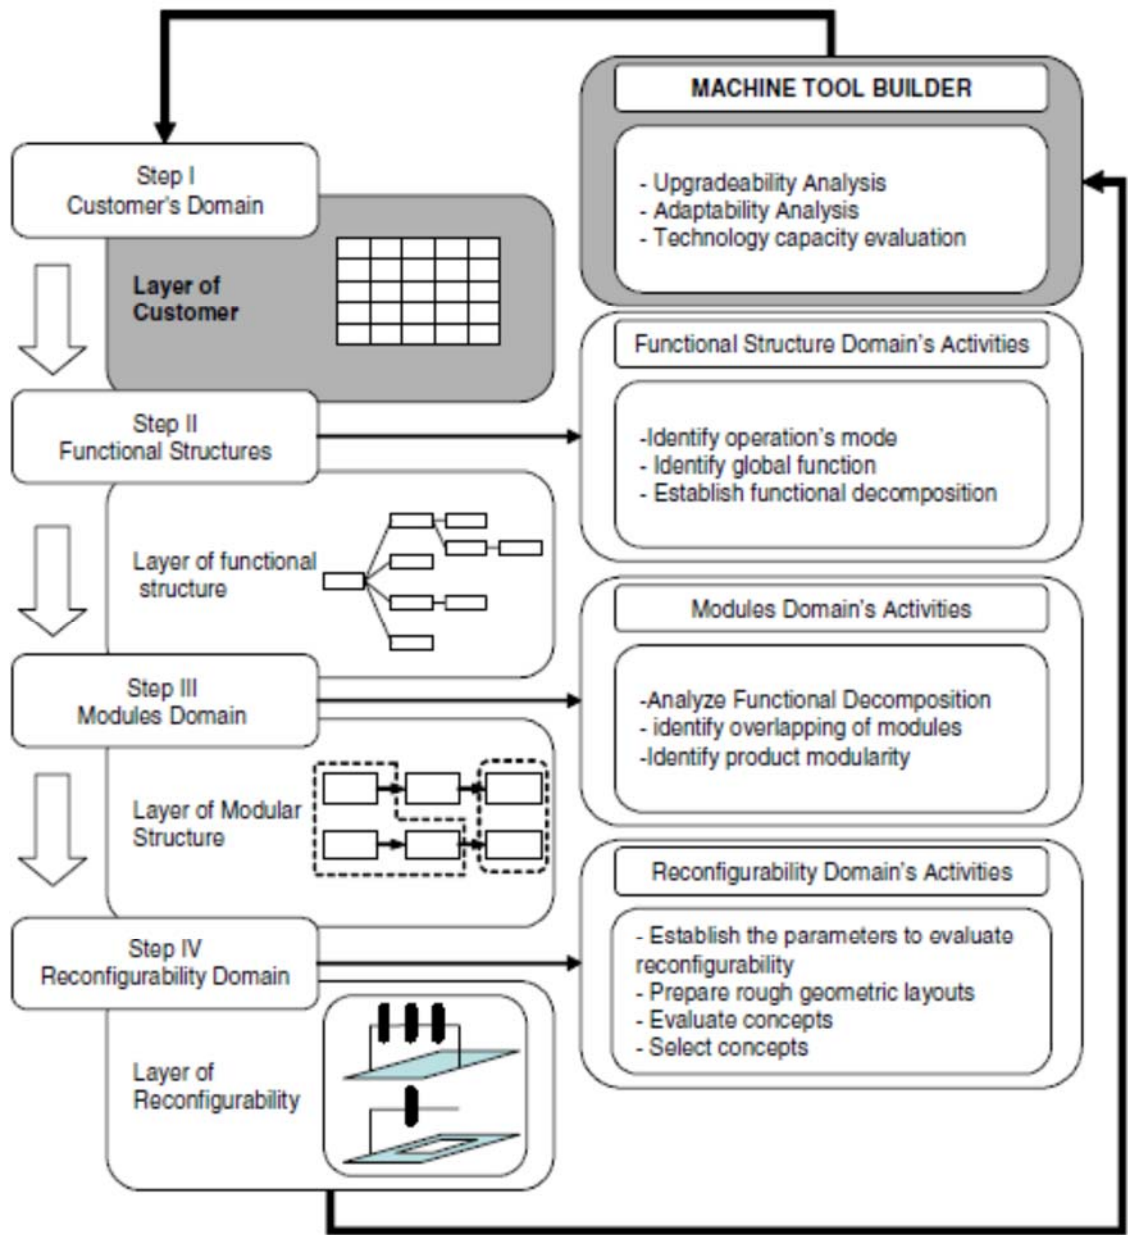 MACHINE TOOL BUILDER
- Upgradeability Analysis
- Adaptability Analysis
- Technology capacity evaluation
Step I
Customer's Domain
Layer of
Customer
Functional Structure Domain's Activities
-Identify operation's mode
- Identify global function
- Establish functional decomposition
Step II
Functional Structures
Layer of functional
structure
Modules Domain's Activities
-Analyze Functional Decomposition
- identify overlapping of modules
-Identify product modularity
Step III
Modules Domain
Layer of Modular
Structure
Reconfigurability Domain's Activities
- Establish the parameters to evaluate
reconfigurability
- Prepare rough geometric layouts
- Evaluate concepts
- Select concepts
Step IV
Reconfigurability Domain
Layer of
Reconfigurability